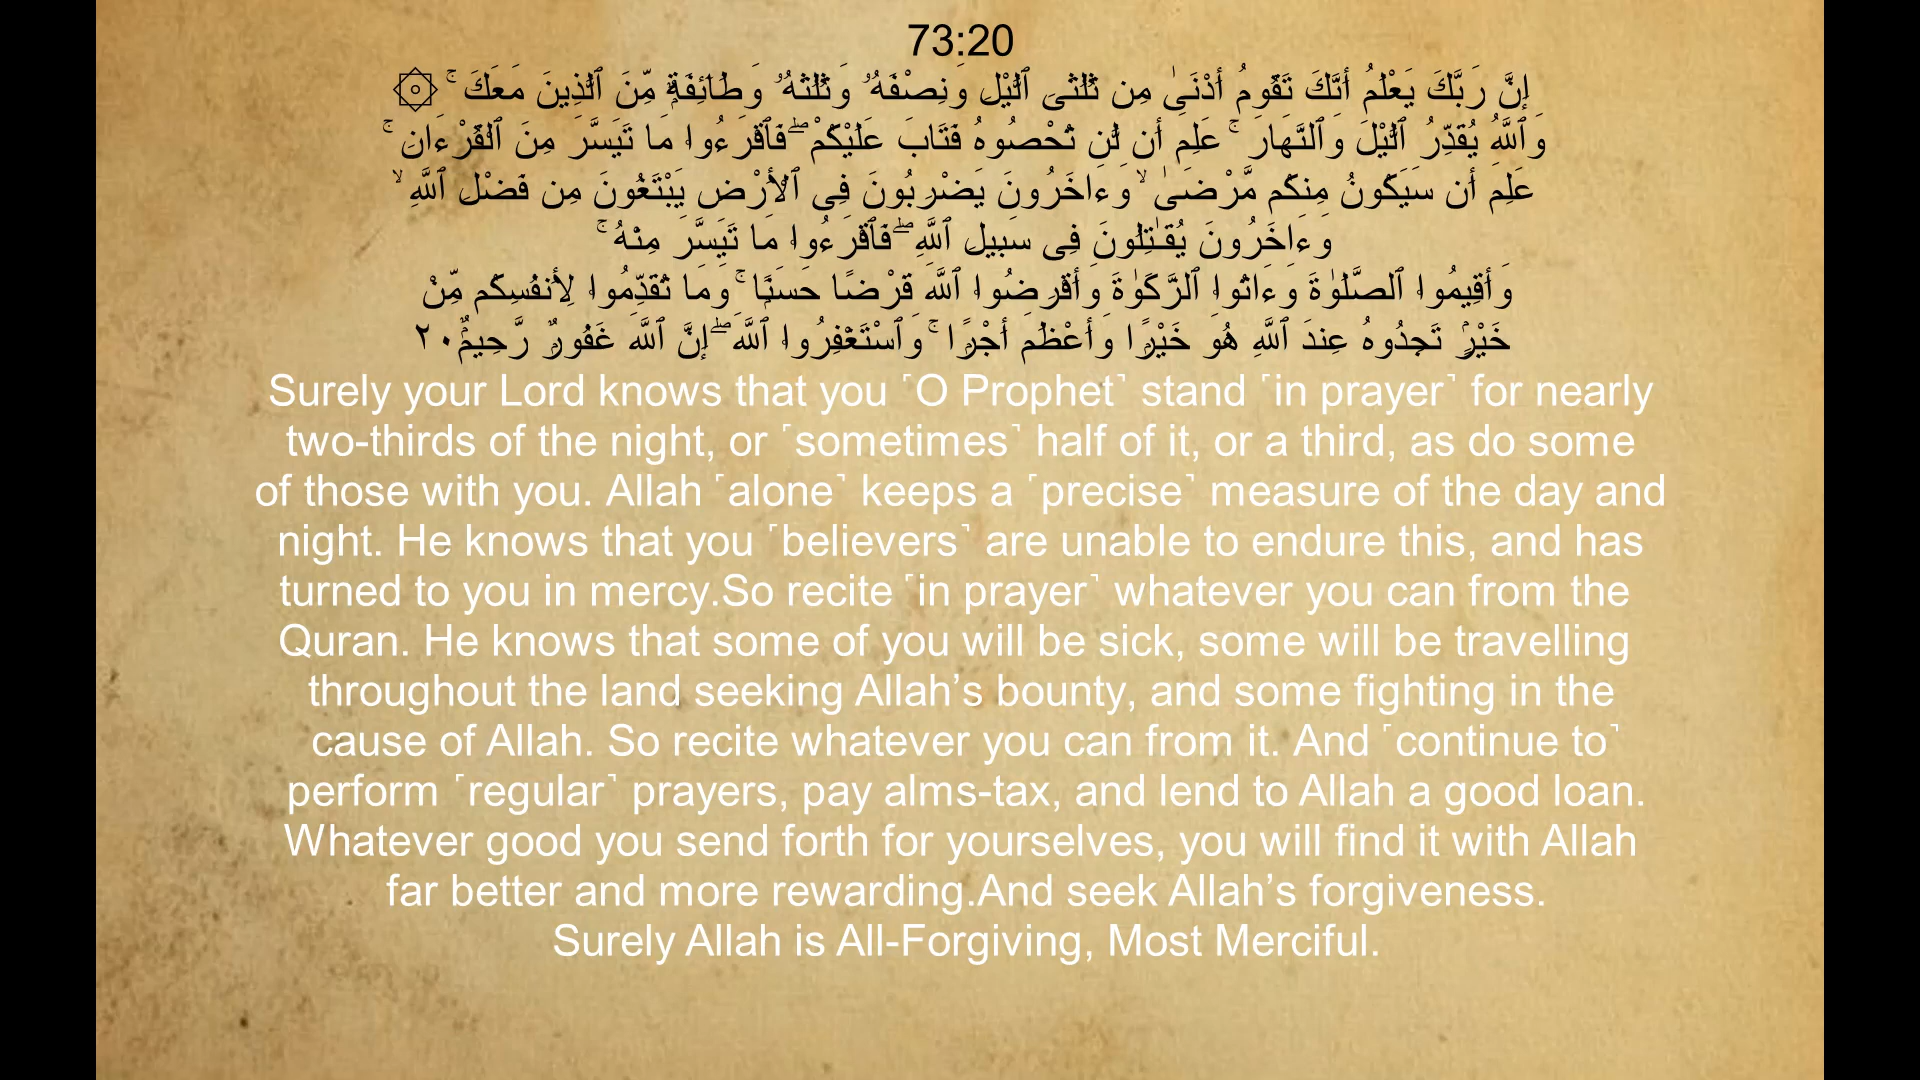 73:20
۞ إِنَّ رَبَّكَ يَعْلَمُ أَنَّكَ تَقُومُ أَدْنَىٰ مِن ثُلُثَىِ ٱلَّيْلِ وَنِصْفَهُۥ وَثُلُثَهُۥ وَطَآئِفَةٌۭ مِّنَ ٱلَّذِينَ مَعَكَ ۚ
وَٱللَّهُ يُقَدِّرُ ٱلَّيْلَ وَٱلنَّهَارَ ۚ عَلِمَ أَن لَّن تُحْصُوهُ فَتَابَ عَلَيْكُمْ ۖ فَٱقْرَءُوا۟ مَا تَيَسَّرَ مِنَ ٱلْقُرْءَانِ ۚ
عَلِمَ أَن سَيَكُونُ مِنكُم مَّرْضَىٰ ۙ وَءَاخَرُونَ يَضْرِبُونَ فِى ٱلْأَرْضِ يَبْتَغُونَ مِن فَضْلِ ٱللَّهِ ۙ
وَءَاخَرُونَ يُقَـٰتِلُونَ فِى سَبِيلِ ٱللَّهِ ۖ فَٱقْرَءُوا۟ مَا تَيَسَّرَ مِنْهُ ۚ
وَأَقِيمُوا۟ ٱلصَّلَوٰةَ وَءَاتُوا۟ ٱلزَّكَوٰةَ وَأَقْرِضُوا۟ ٱللَّهَ قَرْضًا حَسَنًۭا ۚ وَمَا تُقَدِّمُوا۟ لِأَنفُسِكُم مِّنْ
خَيْرٍۢ تَجِدُوهُ عِندَ ٱللَّهِ هُوَ خَيْرًۭا وَأَعْظَمَ أَجْرًۭا ۚ وَٱسْتَغْفِرُوا۟ ٱللَّهَ ۖ إِنَّ ٱللَّهَ غَفُورٌۭ رَّحِيمٌۢ ٢٠
Surely your Lord knows that you ˹O Prophet˺ stand ˹in prayer˺ for nearly
two-thirds of the night, or ˹sometimes˺ half of it, or a third, as do some
of those with you. Allah ˹alone˺ keeps a ˹precise˺ measure of the day and
night. He knows that you ˹believers˺ are unable to endure this, and has
turned to you in mercy.So recite ˹in prayer˺ whatever you can from the
Quran. He knows that some of you will be sick, some will be travelling
throughout the land seeking Allah’s bounty, and some fighting in the
cause of Allah. So recite whatever you can from it. And ˹continue to˺
perform ˹regular˺ prayers, pay alms-tax, and lend to Allah a good loan.
Whatever good you send forth for yourselves, you will find it with Allah
far better and more rewarding.And seek Allah’s forgiveness.
Surely Allah is All-Forgiving, Most Merciful.